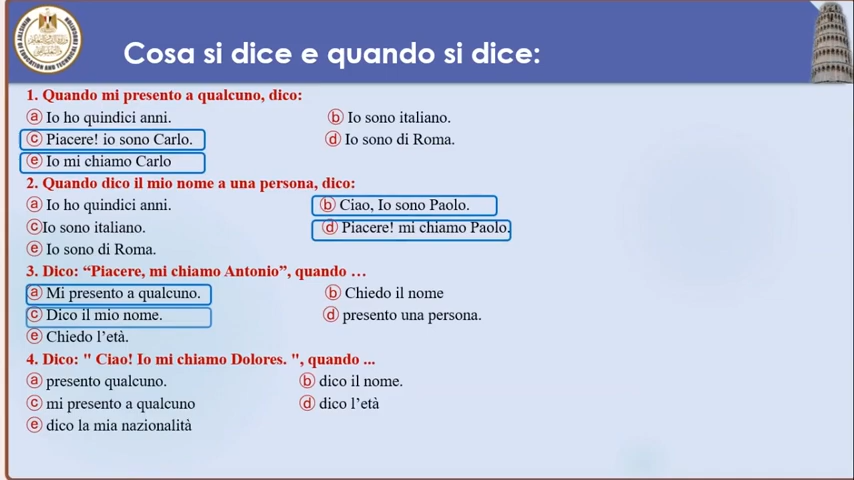 Cosa si dice e quando si dice:
1. Quando mi presento a qualcuno, dico:
ⓐ Io ho quindici anni. ⓑ Io sono italiano.
ⓒ Piacere! io sono Carlo. ⓓ Io sono di Roma.
ⓔ Io mi chiamo Carlo
2. Quando dico il mio nome a una persona, dico:
ⓐ Io ho quindici anni. ⓑ Ciao, Io sono Paolo.
ⓒIo sono italiano. ⓓ Piacere! mi chiamo Paolo.
ⓔ Io sono di Roma.
3. Dico: “Piacere, mi chiamo Antonio”, quando …
ⓐ Mi presento a qualcuno. ⓑ Chiedo il nome
ⓒ Dico il mio nome. ⓓ presento una persona.
ⓔ Chiedo l’età.
4. Dico: " Ciao! Io mi chiamo Dolores. ", quando ...
ⓐ presento qualcuno. ⓑ dico il nome.
ⓒ mi presento a qualcuno ⓓ dico l’età
ⓔ dico la mia nazionalità